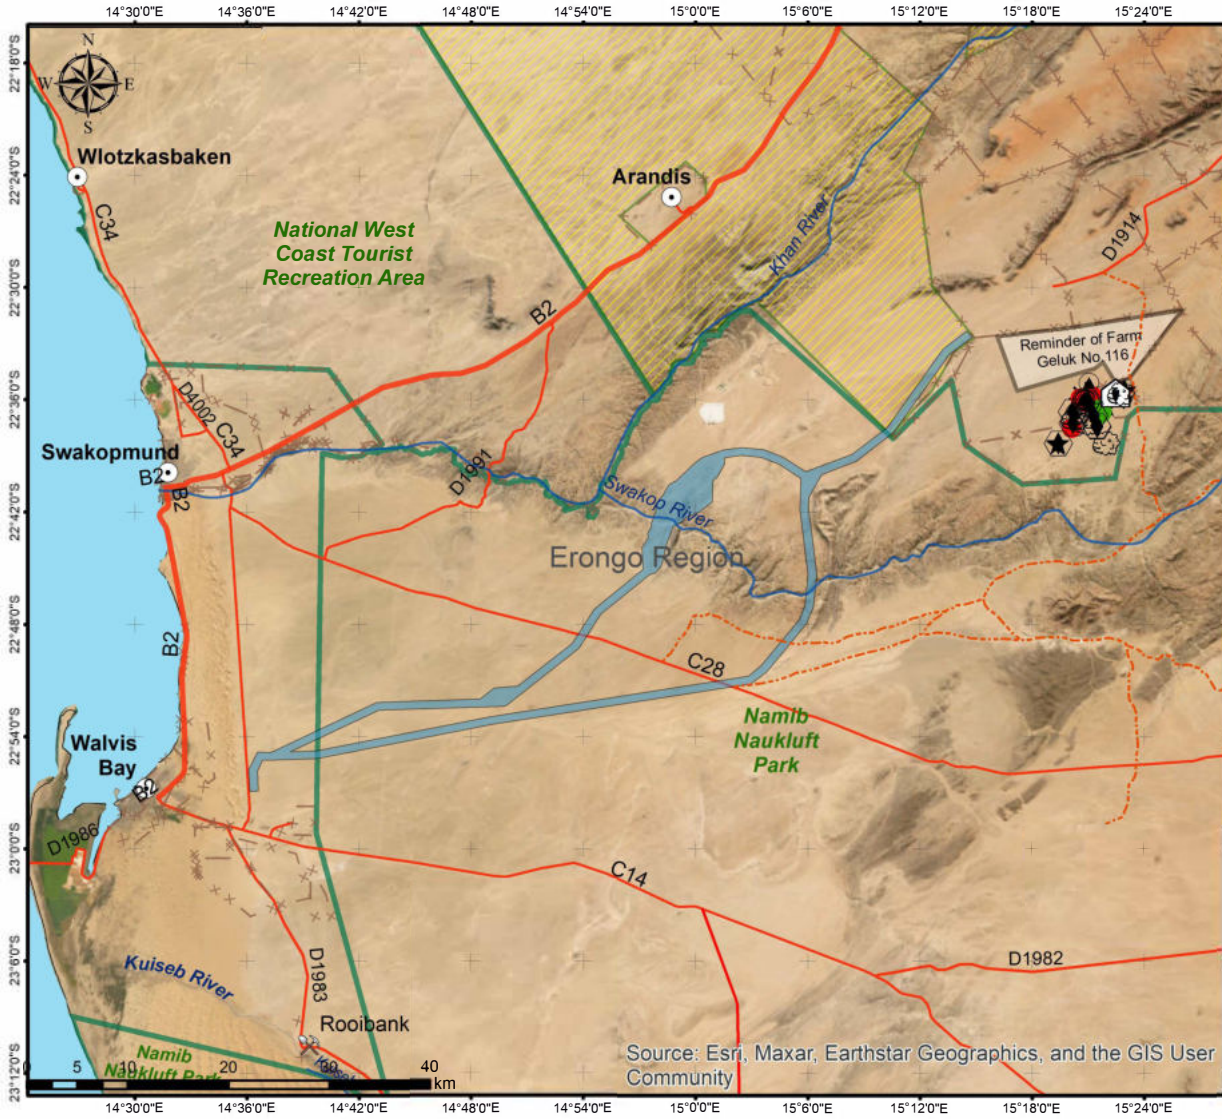 14°30'0"E
14°36'0"E
14°42'0"E
14°48'0"E
14°54'0"E
15°0'0"E
15°6'0"E
15°12'0"E
15°18'0"E
15°24'0"E
22°18'0"S
22°24'0"S
22°30'0"S
22°36'0"S
22°42'0"S
22°48'0"S
22°54'0"S
23°0'0"S
23°6'0"S
23°12'0"S
N
W
E
S
Wlotzkasbaken
C34
National West
Coast Tourist
Recreation Area
Arandis
Khan River
B2
D1914
Reminder of Farm
Geluk No.116
D4002
C34
Swakopmund
B2
B2
D1991
Swakop River
Erongo Region
B2
C28
Namib
Naukluft
Park
Walvis
Bay
B2
D1986
C14
D1982
Kuiseb River
D1983
Rooibank
Namib
Naukluft Park
0
5
10
20
30
40
km
Source: Esri, Maxar, Earthstar Geographics, and the GIS User
Community
14°30'0"E
14°36'0"E
14°42'0"E
14°48'0"E
14°54'0"E
15°0'0"E
15°6'0"E
15°12'0"E
15°18'0"E
15°24'0"E